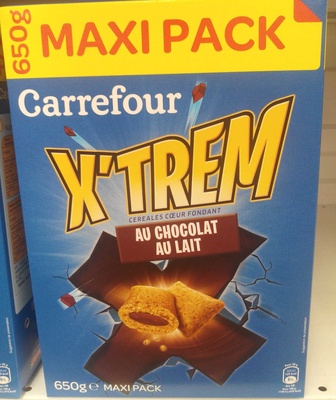 650g
MAXI PACK
Carrefour
X'TREM
CEREALES CŒUR FONDANT
AU CHOCOLAT
AU LAIT
650g e MAXI PACK